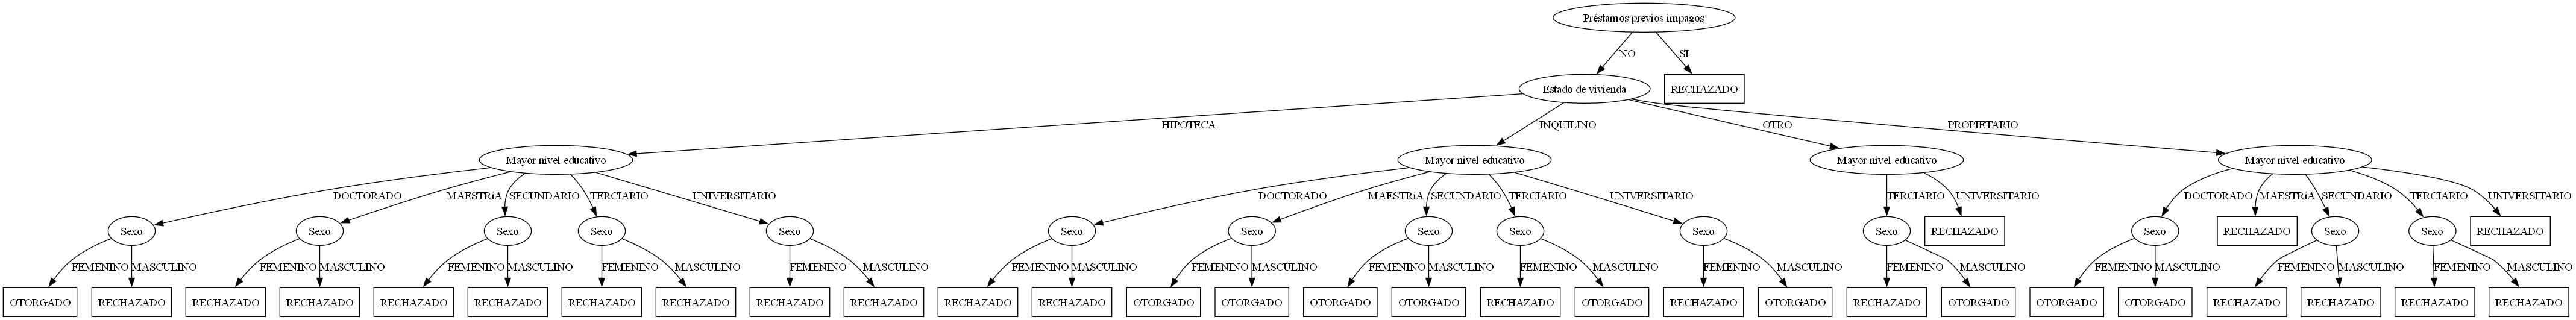 Préstamos previos impagos
NO
SI
Estado de vivienda
RECHAZADO
HIPOTECA
INQUILINO
OTRO
PROPIETARIO
Mayor nivel educativo
Mayor nivel educativo
Mayor nivel educativo
Mayor nivel educativo
DOCTORADO
MAESTRíA
SECUNDARIO
TERCIARIO
UNIVERSITARIO
DOCTORADO
MAESTRíA
SECUNDARIO
TERCIARIO
UNIVERSITARIO
TERCIARIO
UNIVERSITARIO
DOCTORADO
MAESTRíA
SECUNDARIO
TERCIARIO
UNIVERSITARIO
Sexo
Sexo
Sexo
Sexo
Sexo
Sexo
Sexo
Sexo
Sexo
Sexo
Sexo
RECHAZADO
Sexo
RECHAZADO
Sexo
Sexo
RECHAZADO
FEMENINO
MASCULINO
FEMENINO
MASCULINO
FEMENINO
MASCULINO
FEMENINO
MASCULINO
FEMENINO
MASCULINO
FEMENINO
MASCULINO
FEMENINO
MASCULINO
FEMENINO
MASCULINO
FEMENINO
MASCULINO
FEMENINO
MASCULINO
FEMENINO
MASCULINO
FEMENINO
MASCULINO
FEMENINO
MASCULINO
FEMENINO
MASCULINO
OTORGADO
RECHAZADO
RECHAZADO
RECHAZADO
RECHAZADO
RECHAZADO
RECHAZADO
RECHAZADO
RECHAZADO
RECHAZADO
RECHAZADO
RECHAZADO
OTORGADO
OTORGADO
OTORGADO
OTORGADO
RECHAZADO
OTORGADO
RECHAZADO
OTORGADO
RECHAZADO
OTORGADO
OTORGADO
OTORGADO
RECHAZADO
RECHAZADO
RECHAZADO
RECHAZADO